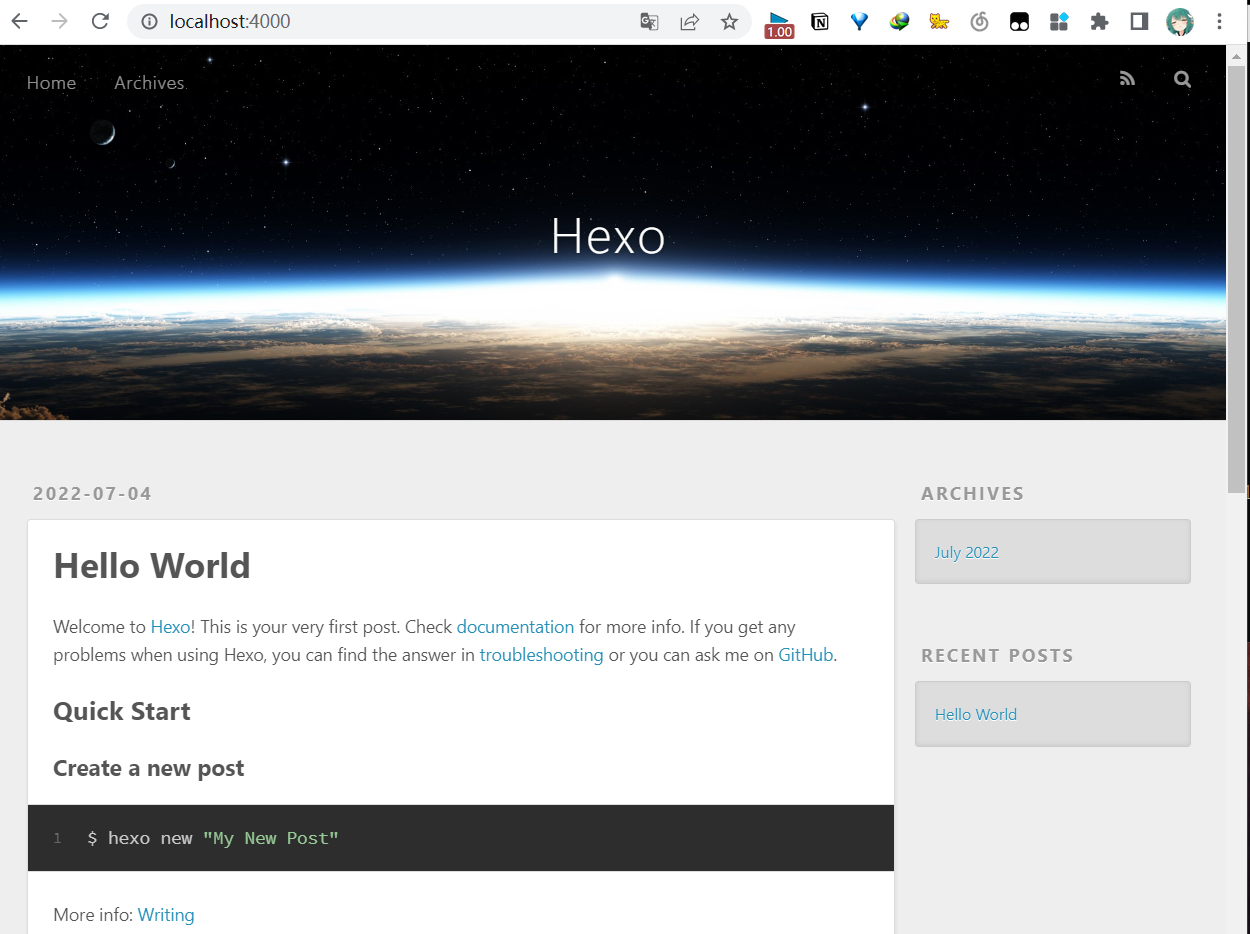 localhost:4000
1.00
Home Archives
Hexo
2022-07-04
Hello World
Welcome to Hexo! This is your very first post. Check documentation for more info. If you get any
problems when using Hexo, you can find the answer in troubleshooting or you can ask me on GitHub.
Quick Start
Create a new post
1 $ hexo new "My New Post"
More info: Writing
ARCHIVES
July 2022
RECENT POSTS
Hello World